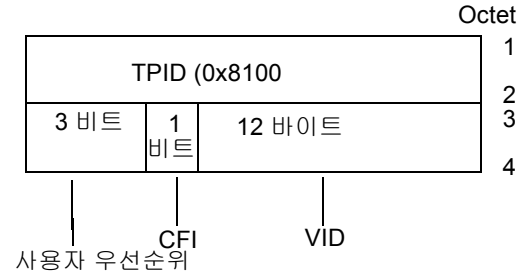 Octet
1
TPID (0x8100
2
3 비트
1
비트
12 바이트
3
4
CFI
VID
사용자 우선순위